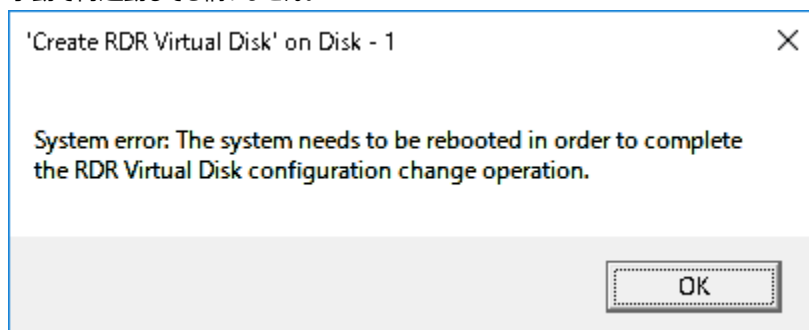 'Create RDR Virtual Disk' on Disk - 1
System error: The system needs to be rebooted in order to complete
the RDR Virtual Disk configuration change operation.
OK